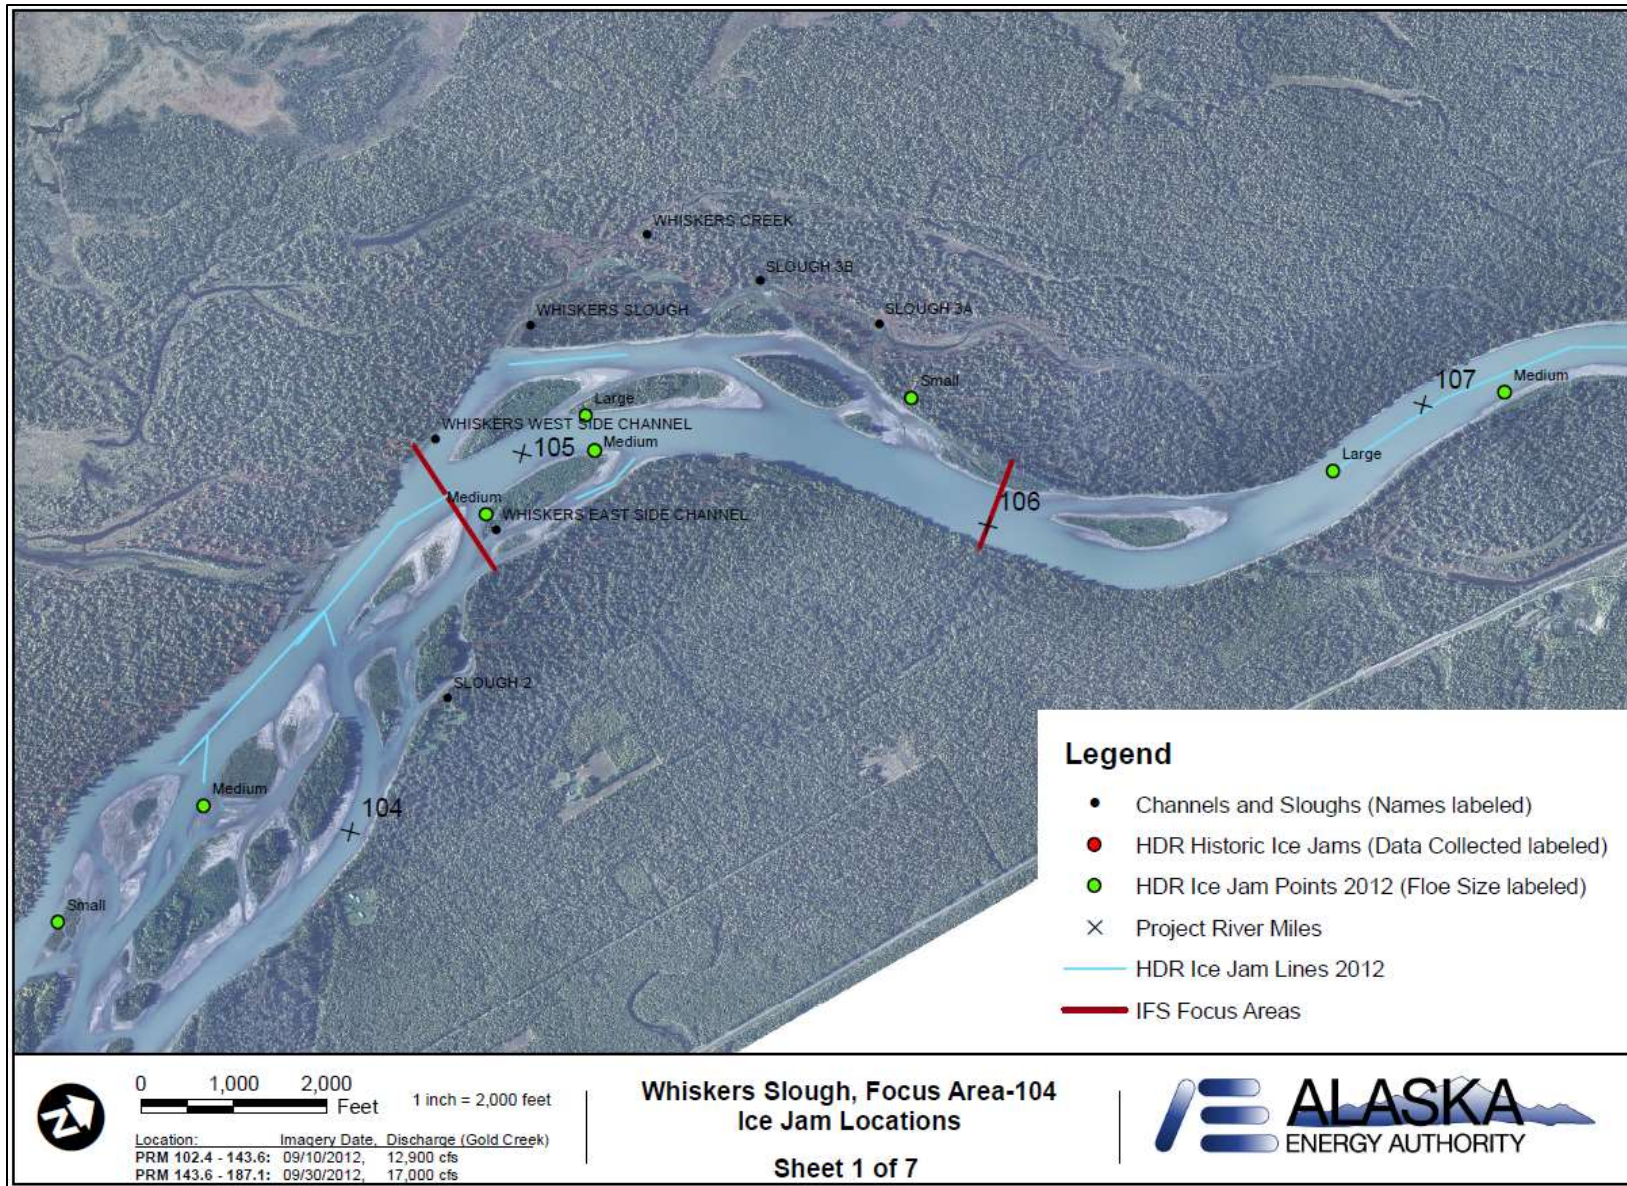 WHISKERS CREEK
SLOUGH 3B
WHISKERS SLOUGH
SLOUGH 3A
107
Medium
Small
Large
WHISKERS WEST SIDE CHANNEL
105
Medium
Large
Medium
106
WHISKERS EAST SIDE CHANNEL
SLOUGH 2
Medium
104
Small
Legend
Channels and Sloughs (Names labeled)
HDR Historic Ice Jams (Data Collected labeled)
HDR Ice Jam Points 2012 (Floe Size labeled)
Project River Miles
HDR Ice Jam Lines 2012
IFS Focus Areas
N
0 1,000 2,000
Feet
1 inch = 2,000 feet
Location: Imagery Date, Discharge (Gold Creek)
PRM 102.4 - 143.6: 09/10/2012, 12,900 cfs
PRM 143.6 - 187.1: 09/30/2012, 17,000 cfs
Whiskers Slough, Focus Area-104
Ice Jam Locations
Sheet 1 of 7
ALASKA
ENERGY AUTHORITY